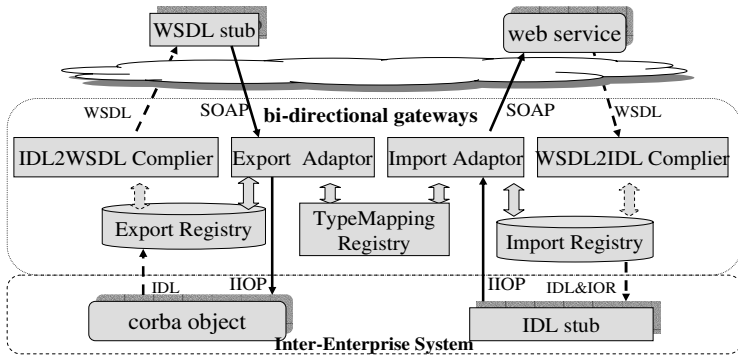 WSDL stub
web service
WSDL
SOAP
SOAP
WSDL
bi-directional gateways
IDL2WSDL Complier
Export Adaptor
Import Adaptor
WSDL2IDL Complier
Export Registry
TypeMapping
Registry
Import Registry
IDL
IIOP
IIOP
IDL&IOR
corba object
IDL stub
Inter-Enterprise System